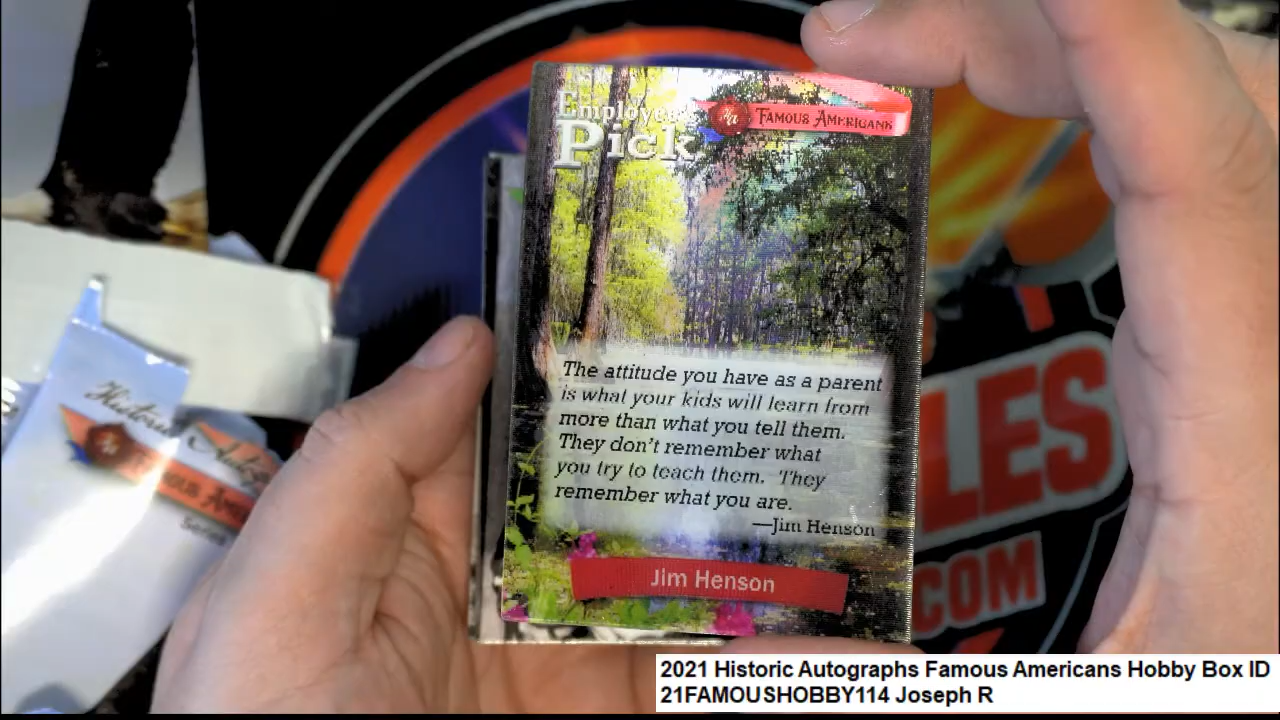 Employee's
Pick
Ha
FAMOUS AMERICANS
The attitude you have as a parent
is what your kids will learn from
more than what you tell them.
They don't remember what
you try to teach them. They
remember what you are.
—Jim Henson
Jim Henson
Historic
FAMOUS
LES
.COM
2021 Historic Autographs Famous Americans Hobby Box ID
21FAMOUSHOBBY114 Joseph R